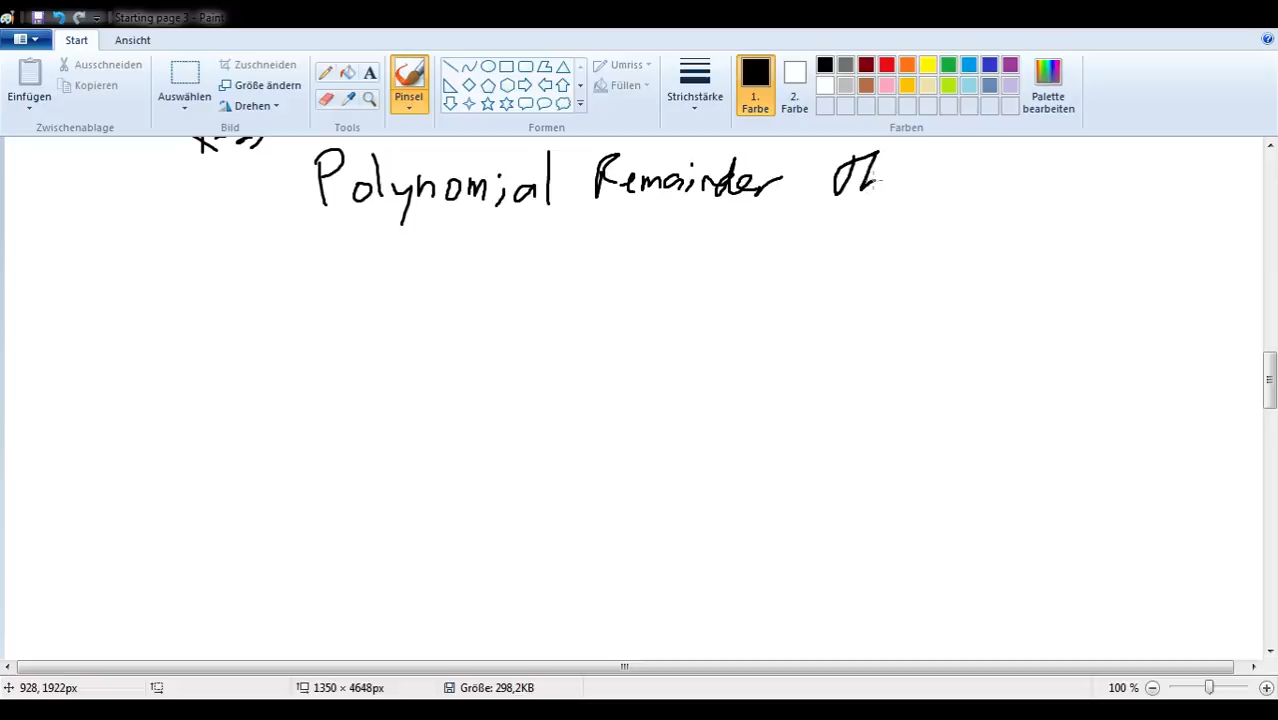 Starting page 3 - Paint
Start Ansicht
Einfügen
Ausschneiden
Kopieren
Zwischenablage
Auswählen
Zuschneiden
Größe ändern
Drehen
Bild
A
Tools
Pinsel
Umriss
Füllen
Formen
Strichstärke
1. Farbe
2. Farbe
Palette bearbeiten
Farben
Polynomial Remainder Th
928, 1922px
1350 × 4648px
Größe: 298,2KB
100 %